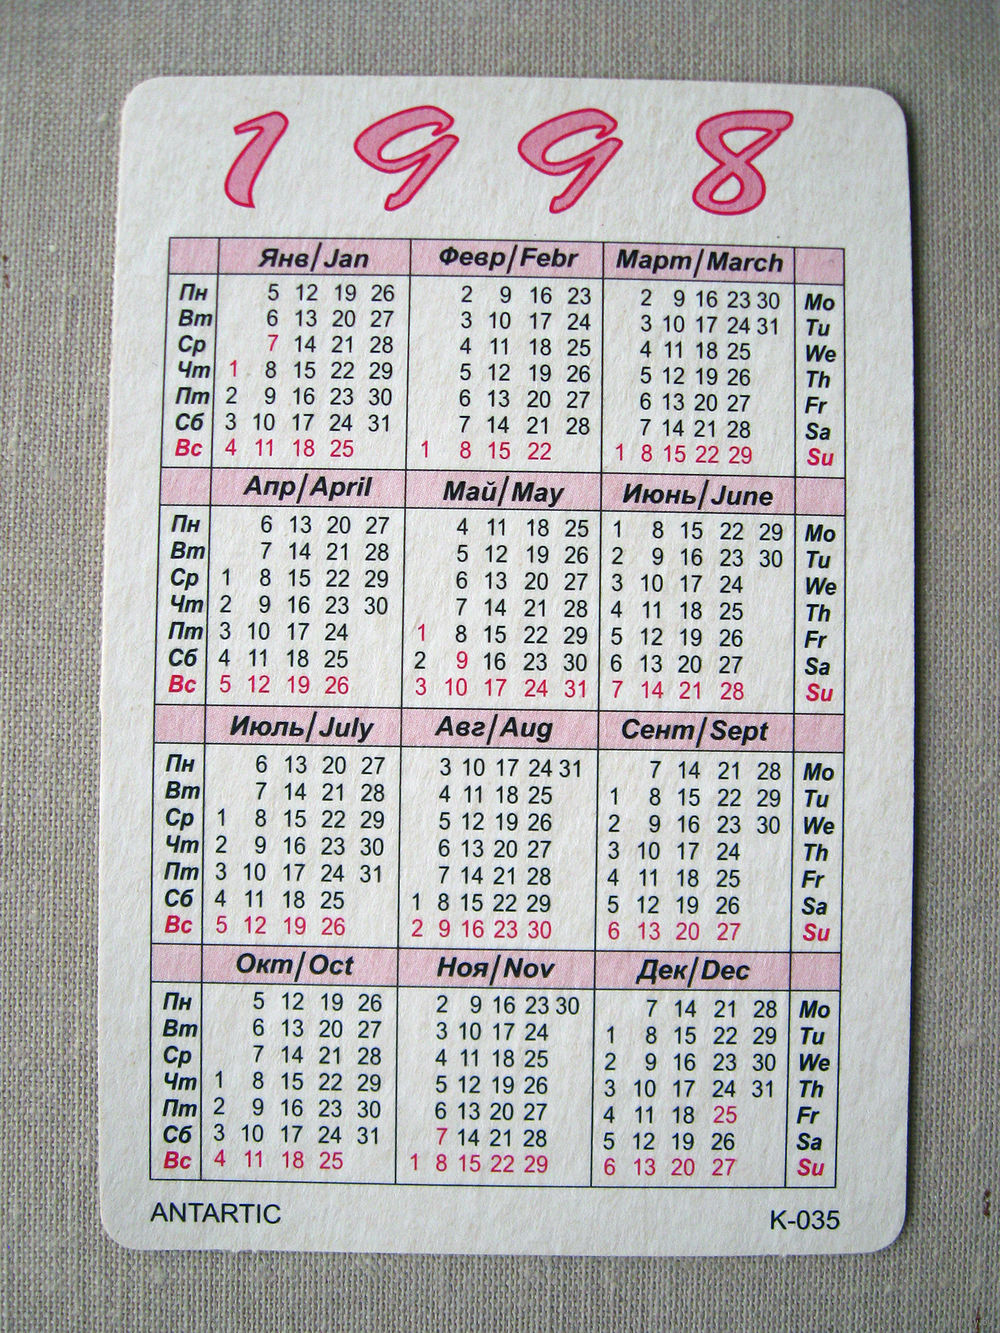 1998
Янв/Jan Февр/Febr Март/March
Пн 5 12 19 26 2 9 16 23 2 9 16 23 30 Mo
Вт 6 13 20 27 3 10 17 24 3 10 17 24 31 Tu
Ср 7 14 21 28 4 11 18 25 4 11 18 25 We
Чт 1 8 15 22 29 5 12 19 26 5 12 19 26 Th
Пт 2 9 16 23 30 6 13 20 27 6 13 20 27 Fr
Сб 3 10 17 24 31 7 14 21 28 7 14 21 28 Sa
Вс 4 11 18 25 1 8 15 22 1 8 15 22 29 Su
Апр/April Май/May Июнь/June
Пн 6 13 20 27 4 11 18 25 1 8 15 22 29 Mo
Вт 7 14 21 28 5 12 19 26 2 9 16 23 30 Tu
Ср 1 8 15 22 29 6 13 20 27 3 10 17 24 We
Чт 2 9 16 23 30 7 14 21 28 4 11 18 25 Th
Пт 3 10 17 24 1 8 15 22 29 5 12 19 26 Fr
Сб 4 11 18 25 2 9 16 23 30 6 13 20 27 Sa
Вс 5 12 19 26 3 10 17 24 31 7 14 21 28 Su
Июль/July Авг/Aug Сент/Sept
Пн 6 13 20 27 3 10 17 24 31 7 14 21 28 Mo
Вт 7 14 21 28 4 11 18 25 1 8 15 22 29 Tu
Ср 1 8 15 22 29 5 12 19 26 2 9 16 23 30 We
Чт 2 9 16 23 30 6 13 20 27 3 10 17 24 Th
Пт 3 10 17 24 31 7 14 21 28 4 11 18 25 Fr
Сб 4 11 18 25 1 8 15 22 29 5 12 19 26 Sa
Вс 5 12 19 26 2 9 16 23 30 6 13 20 27 Su
Окт/Oct Ноя/Nov Дек/Dec
Пн 5 12 19 26 2 9 16 23 30 7 14 21 28 Mo
Вт 6 13 20 27 3 10 17 24 1 8 15 22 29 Tu
Ср 7 14 21 28 4 11 18 25 2 9 16 23 30 We
Чт 1 8 15 22 29 5 12 19 26 3 10 17 24 31 Th
Пт 2 9 16 23 30 6 13 20 27 4 11 18 25 Fr
Сб 3 10 17 24 31 7 14 21 28 5 12 19 26 Sa
Вс 4 11 18 25 1 8 15 22 29 6 13 20 27 Su
ANTARTIC K-035